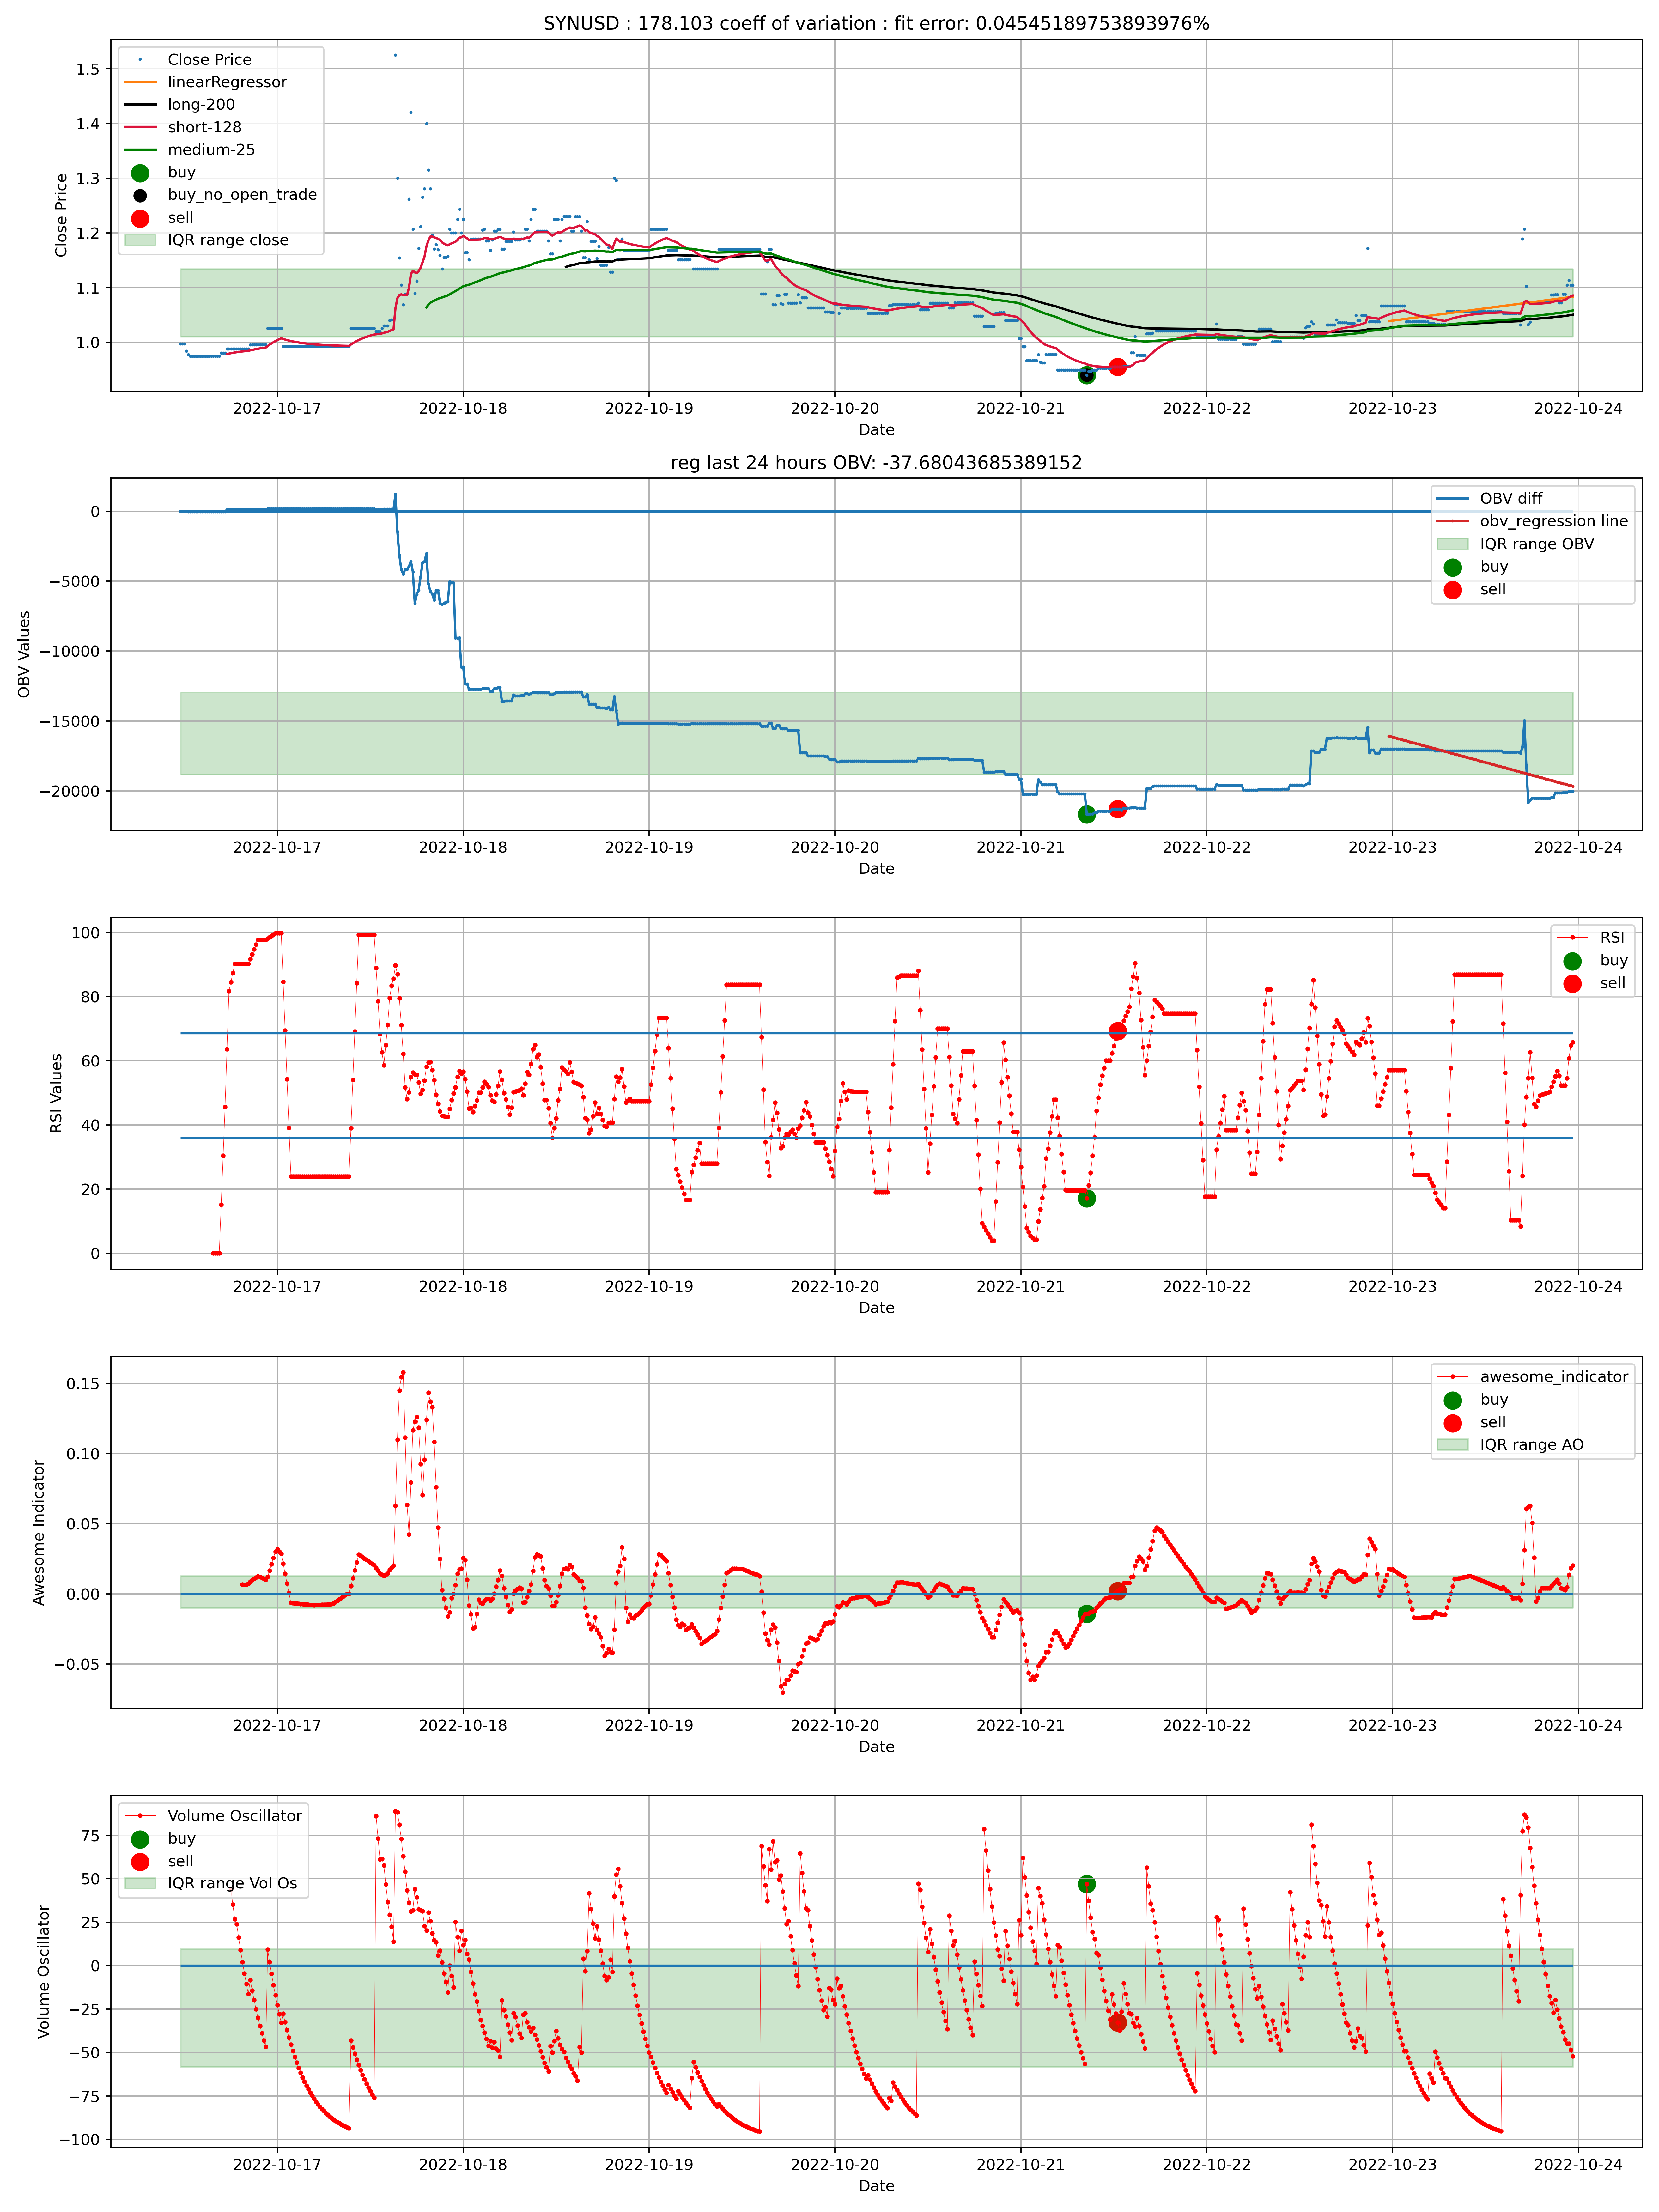 SYNUSD : 178.103 coeff of variation : fit error: 0.04545189753893976%
Close Price
linearRegressor
long-200
short-128
medium-25
buy
buy_no_open_trade
sell
IQR range close
Close Price
1.5
1.4
1.3
1.2
1.1
1.0
2022-10-17 2022-10-18 2022-10-19 2022-10-20 2022-10-21 2022-10-22 2022-10-23 2022-10-24
Date
reg last 24 hours OBV: -37.68043685389152
OBV diff
obv_regression line
IQR range OBV
buy
sell
OBV Values
0
−5000
−10000
−15000
−20000
2022-10-17 2022-10-18 2022-10-19 2022-10-20 2022-10-21 2022-10-22 2022-10-23 2022-10-24
Date
RSI
buy
sell
RSI Values
100
80
60
40
20
0
2022-10-17 2022-10-18 2022-10-19 2022-10-20 2022-10-21 2022-10-22 2022-10-23 2022-10-24
Date
awesome_indicator
buy
sell
IQR range AO
Awesome Indicator
0.15
0.10
0.05
0.00
−0.05
2022-10-17 2022-10-18 2022-10-19 2022-10-20 2022-10-21 2022-10-22 2022-10-23 2022-10-24
Date
Volume Oscillator
buy
sell
IQR range Vol Os
Volume Oscillator
75
50
25
0
−25
−50
−75
−100
2022-10-17 2022-10-18 2022-10-19 2022-10-20 2022-10-21 2022-10-22 2022-10-23 2022-10-24
Date